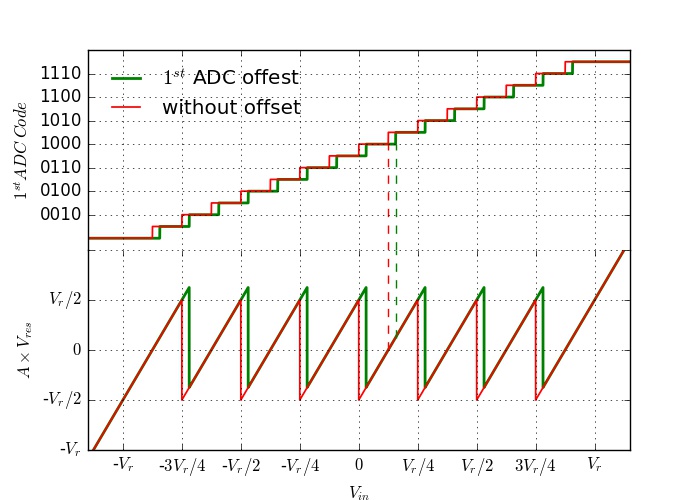 1110
1100
1010
1000
0110
0100
0010
1st ADC Code
1st ADC offest
without offset
Vr/2
0
-Vr/2
-Vr
A × Vres
-Vr
-3Vr/4
-Vr/2
-Vr/4
0
Vr/4
Vr/2
3Vr/4
Vr
Vin